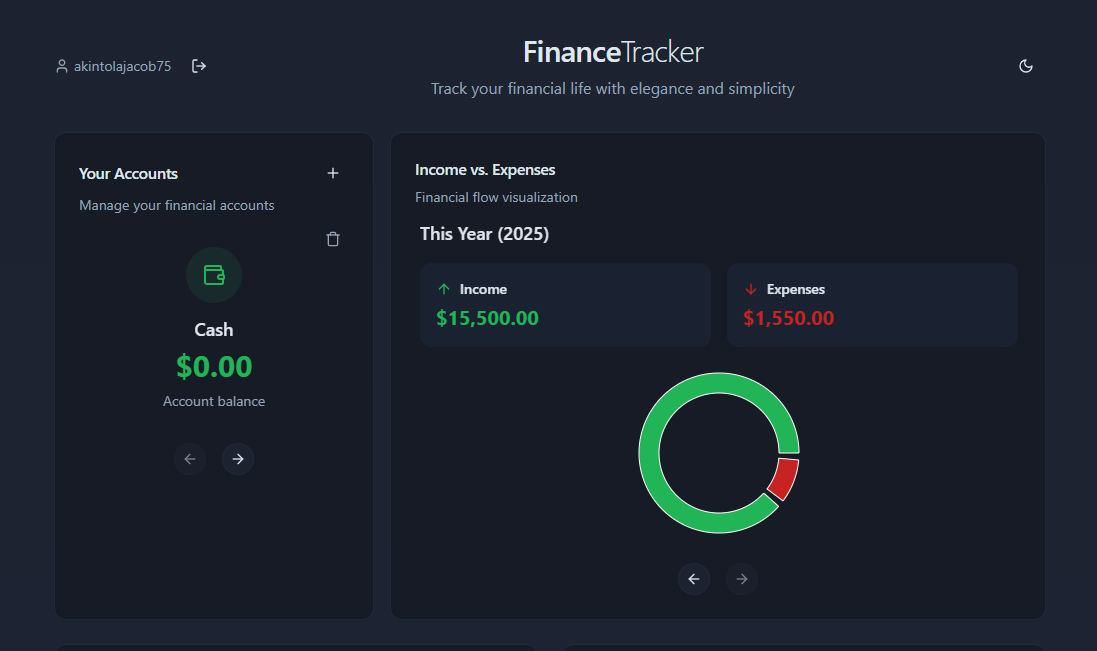 akintolajacob75
FinanceTracker
Track your financial life with elegance and simplicity
Your Accounts
Manage your financial accounts
Cash
$0.00
Account balance
Income vs. Expenses
Financial flow visualization
This Year (2025)
Income
$15,500.00
Expenses
$1,550.00